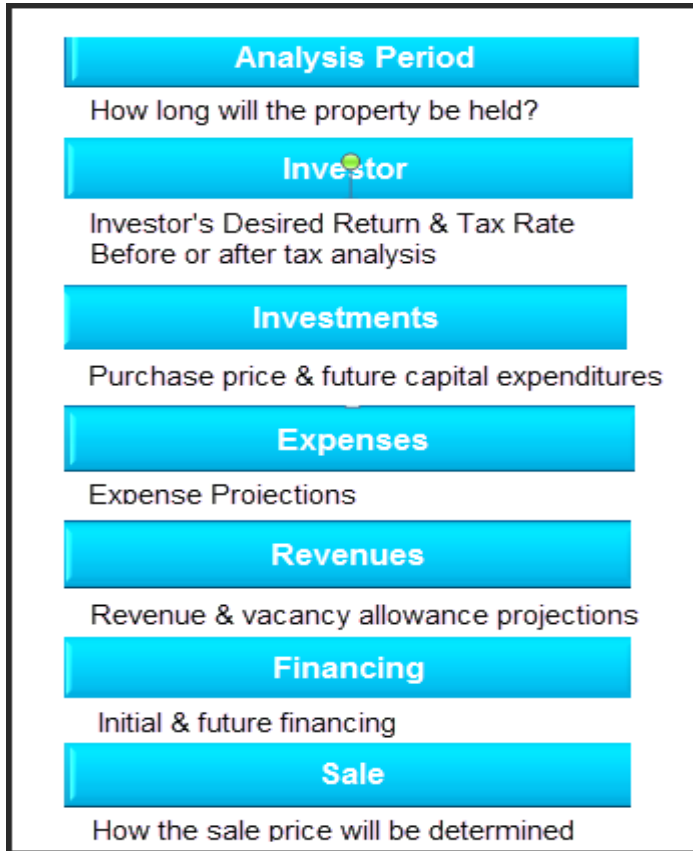 Analysis Period
How long will the property be held?
Investor
Investor's Desired Return & Tax Rate
Before or after tax analysis
Investments
Purchase price & future capital expenditures
Expenses
Expense Projections
Revenues
Revenue & vacancy allowance projections
Financing
Initial & future financing
Sale
How the sale price will be determined